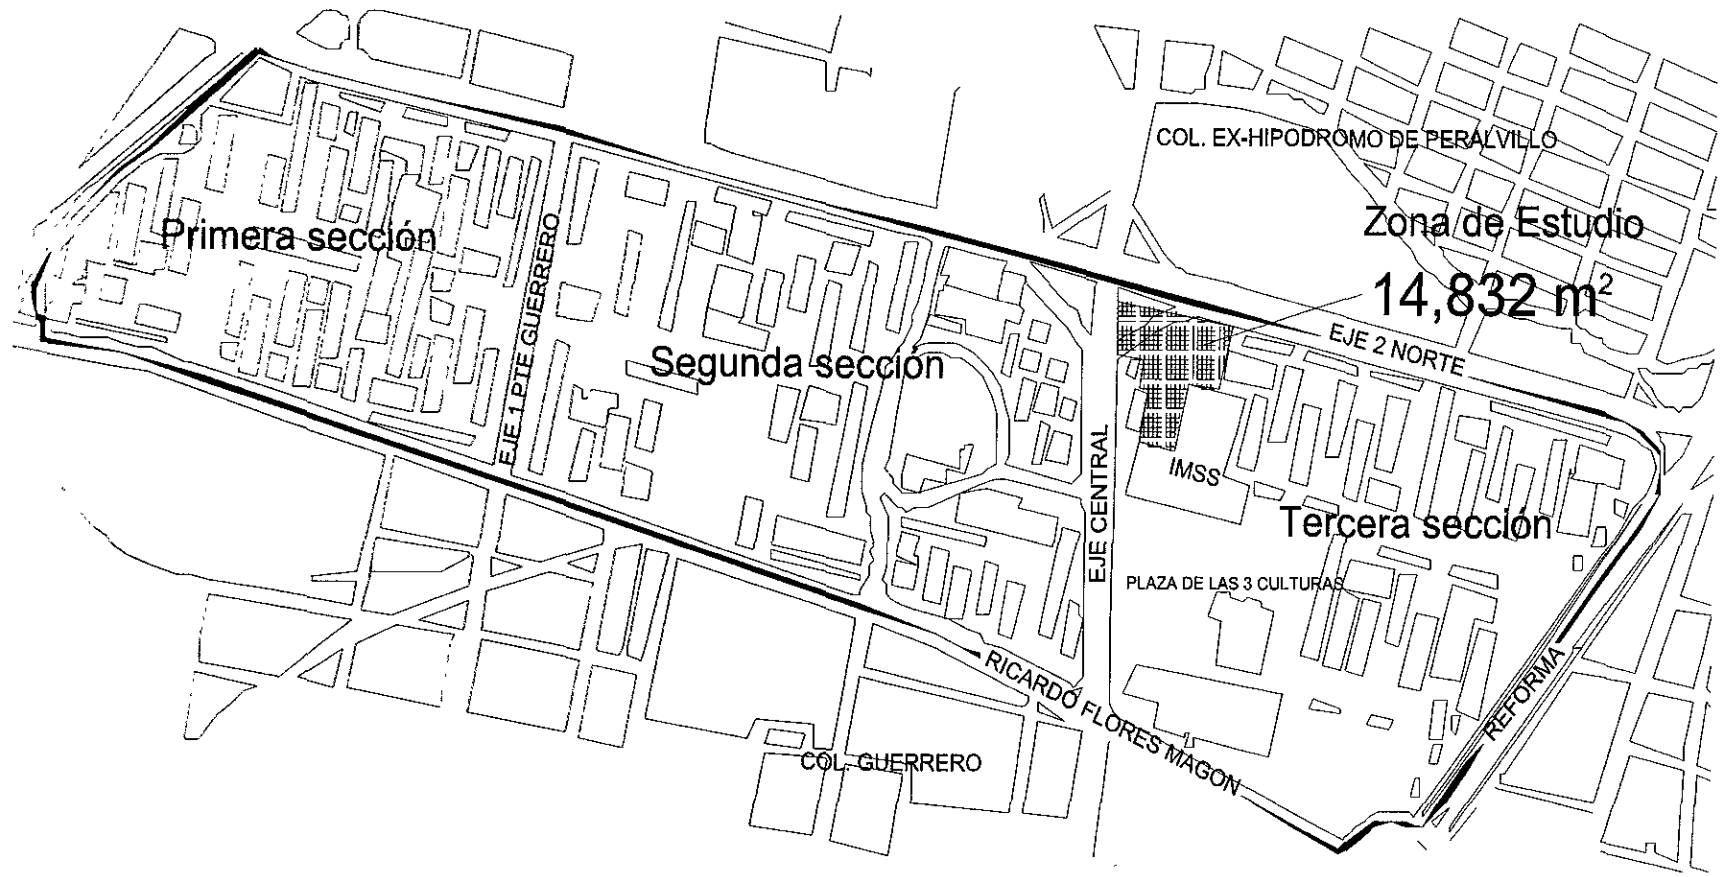 COL. EX-HIPODROMO DE PERALVILLO
Zona de Estudio
14,832 m²
Primera sección
EJE 1 PTE GUERRERO
Segunda sección
EJE 2 NORTE
EJE CENTRAL
IMSS
Tercera sección
PLAZA DE LAS 3 CULTURAS
RICARDO FLORES MAGON
REFORMA
COL. GUERRERO